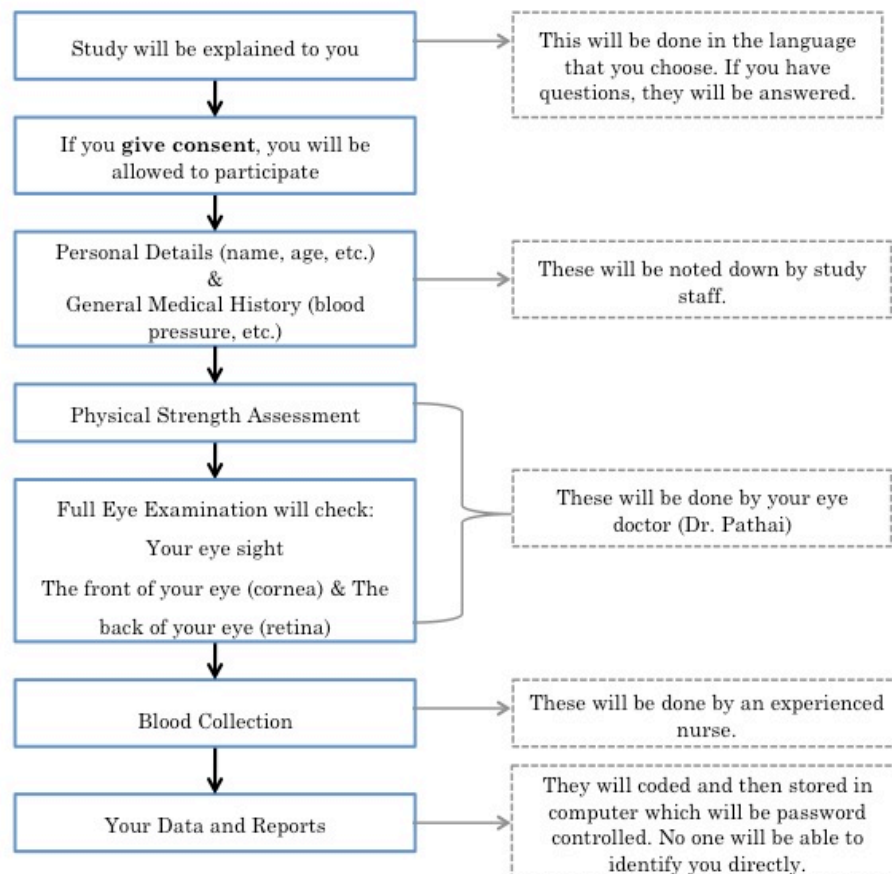 Study will be explained to you
This will be done in the language
that you choose. If you have
questions, they will be answered.
If you give consent, you will be
allowed to participate
Personal Details (name, age, etc.)
&
General Medical History (blood
pressure, etc.)
These will be noted down by study
staff.
Physical Strength Assessment
Full Eye Examination will check:
Your eye sight
The front of your eye (cornea) & The
back of your eye (retina)
These will be done by your eye
doctor (Dr. Pathai)
Blood Collection
These will be done by an experienced
nurse.
Your Data and Reports
They will coded and then stored in
computer which will be password
controlled. No one will be able to
identify you directly.